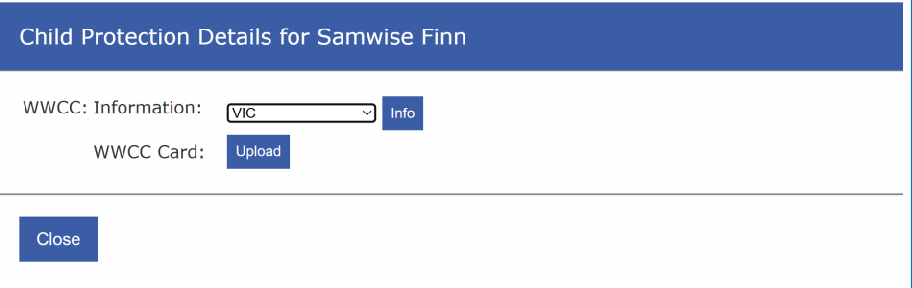 Child Protection Details for Samwise Finn
WWCC: Information: VIC Info
WWCC Card: Upload
Close